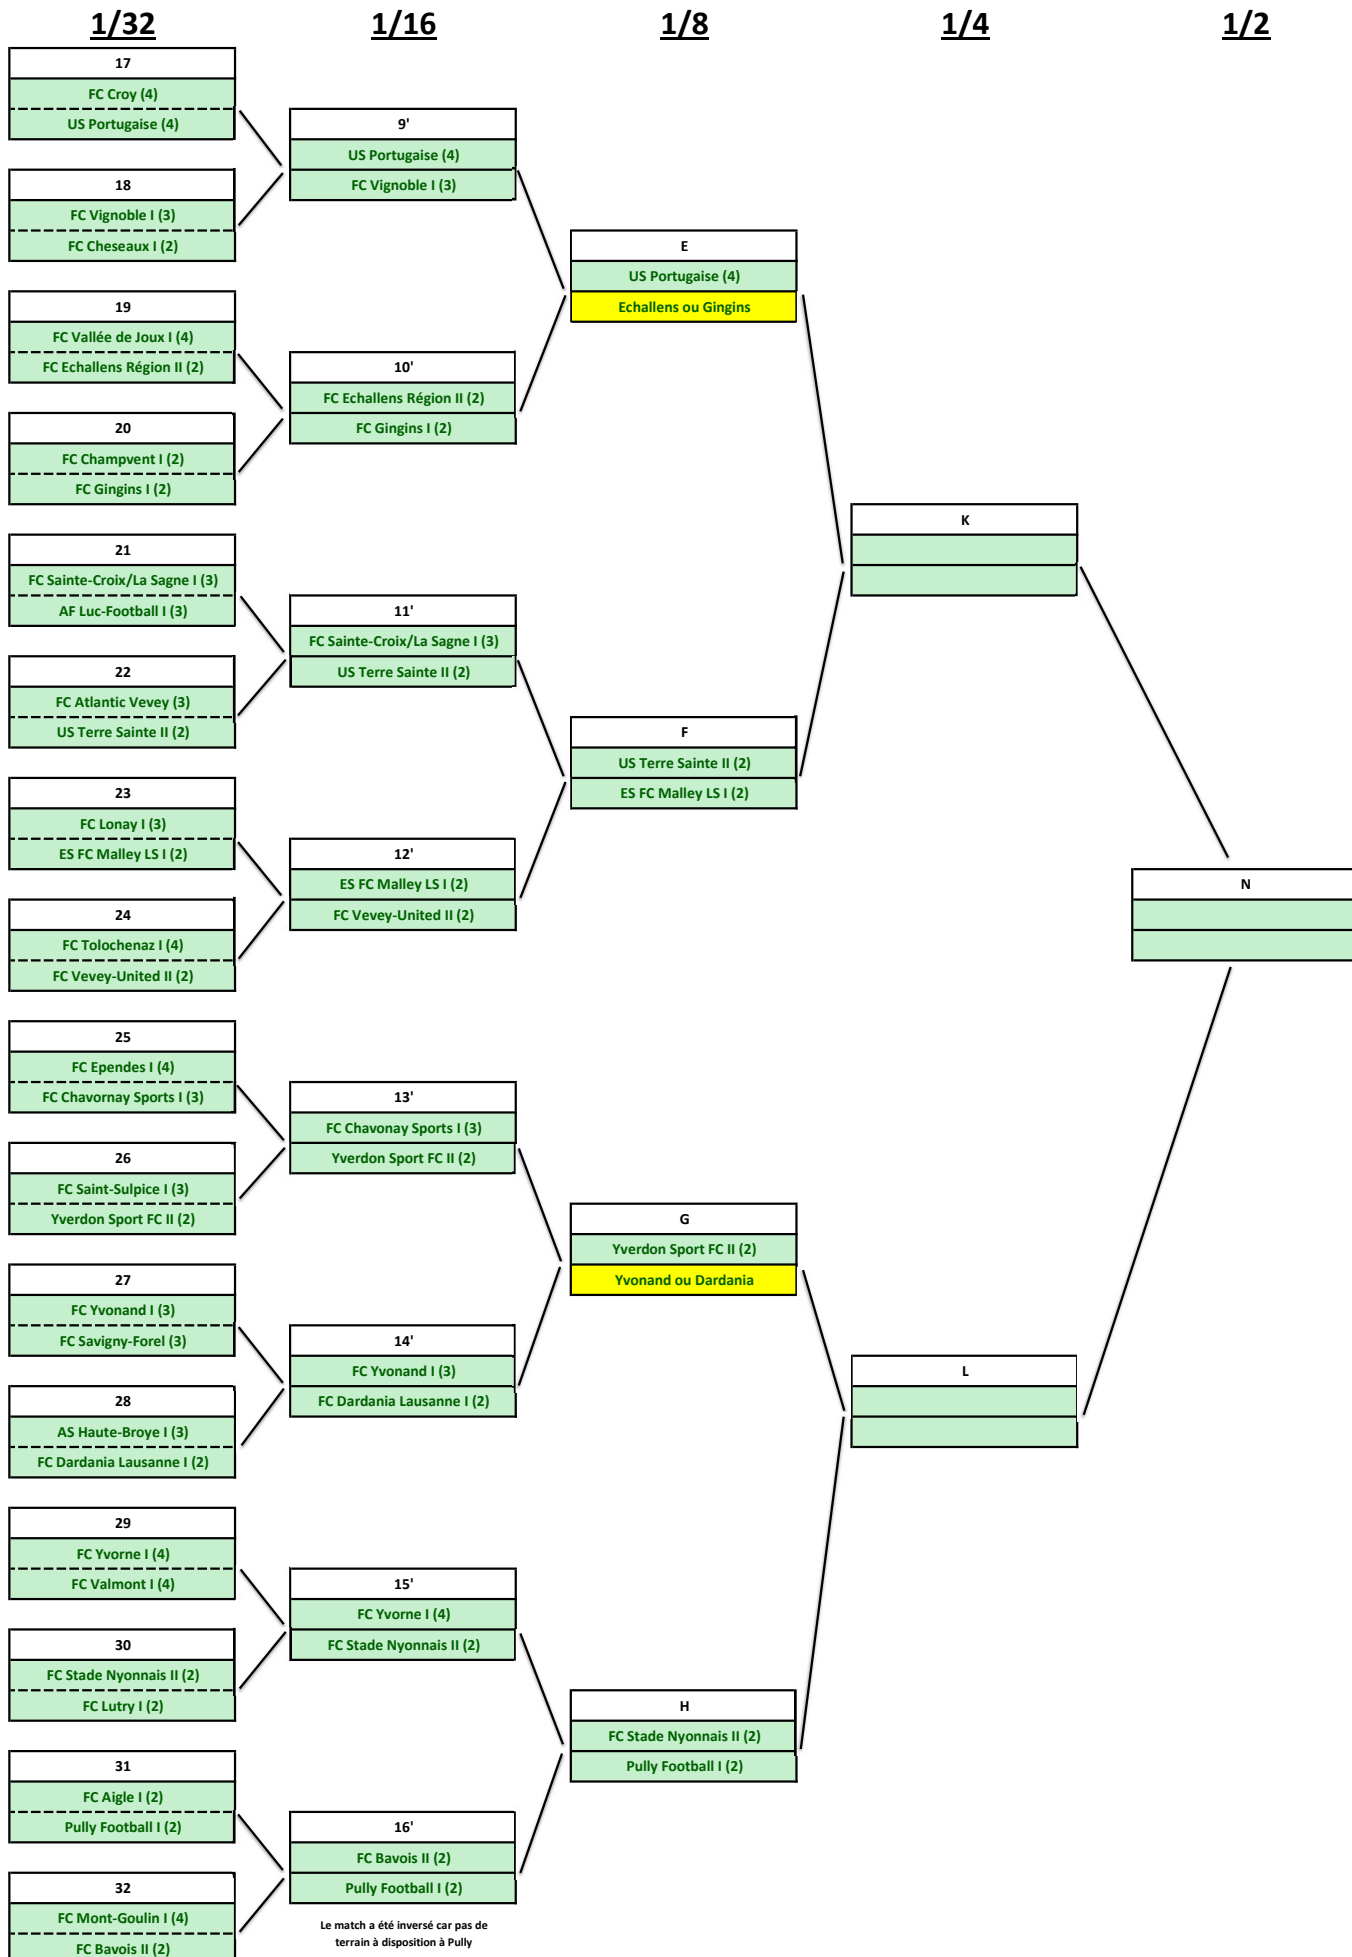 1/32
1/16
1/8
1/4
1/2
17
FC Croy (4)
US Portugaise (4)
18
FC Vignoble I (3)
FC Cheseaux I (2)
19
FC Vallée de Joux I (4)
FC Echallens Région II (2)
20
FC Champvent I (2)
FC Gingins I (2)
21
FC Sainte-Croix/La Sagne I (3)
AF Luc-Football I (3)
22
FC Atlantic Vevey (3)
US Terre Sainte II (2)
23
FC Lonay I (3)
ES FC Malley LS I (2)
24
FC Tolochenaz I (4)
FC Vevey-United II (2)
25
FC Ependes I (4)
FC Chavornay Sports I (3)
26
FC Saint-Sulpice I (3)
Yverdon Sport FC II (2)
27
FC Yvonand I (3)
FC Savigny-Forel (3)
28
AS Haute-Broye I (3)
FC Dardania Lausanne I (2)
29
FC Yvorne I (4)
FC Valmont I (4)
30
FC Stade Nyonnais II (2)
FC Lutry I (2)
31
FC Aigle I (2)
Pully Football I (2)
32
FC Mont-Goulin I (4)
FC Bavois II (2)
9'
US Portugaise (4)
FC Vignoble I (3)
10'
FC Echallens Région II (2)
FC Gingins I (2)
11'
FC Sainte-Croix/La Sagne I (3)
US Terre Sainte II (2)
12'
ES FC Malley LS I (2)
FC Vevey-United II (2)
13'
FC Chavonay Sports I (3)
Yverdon Sport FC II (2)
14'
FC Yvonand I (3)
FC Dardania Lausanne I (2)
15'
FC Yvorne I (4)
FC Stade Nyonnais II (2)
16'
FC Bavois II (2)
Pully Football I (2)
Le match a été inversé car pas de
terrain à disposition à Pully
E
US Portugaise (4)
Echallens ou Gingins
F
US Terre Sainte II (2)
ES FC Malley LS I (2)
G
Yverdon Sport FC II (2)
Yvonand ou Dardania
H
FC Stade Nyonnais II (2)
Pully Football I (2)
K
L
N